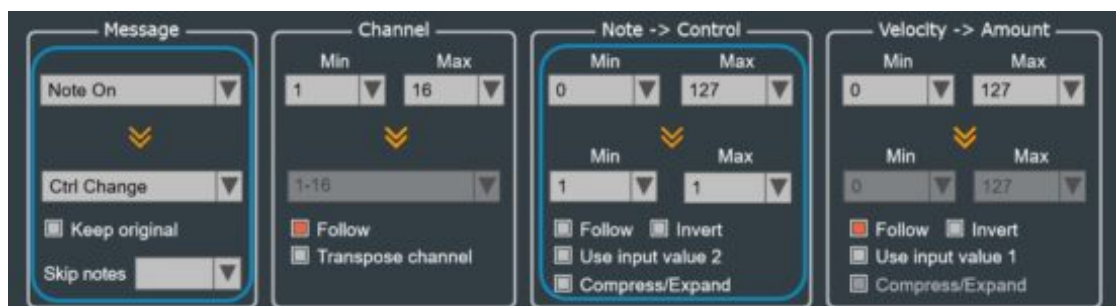 Message
Note On
Ctrl Change
Keep original
Skip notes
Channel
Min Max
1 16
1-16
Follow
Transpose channel
Note -> Control
Min Max
0 127
Min Max
1 1
Follow Invert
Use input value 2
Compress/Expand
Velocity -> Amount
Min Max
0 127
Min Max
0 127
Follow Invert
Use input value 1
Compress/Expand